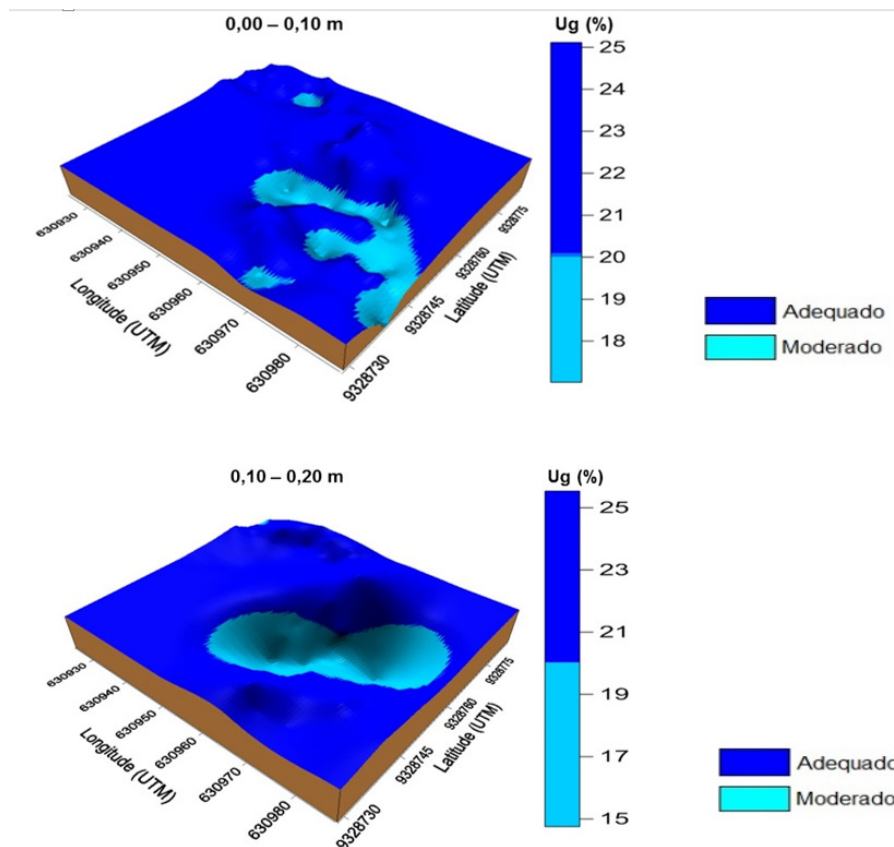 0,00 – 0,10 m
Ug (%)
25
24
23
22
21
20
19
18
630930
630940
630950
630960
630970
630980
Longitude (UTM)
9328730
9328745
9328760
9328775
Latitude (UTM)
Adequado
Moderado
0,10 – 0,20 m
Ug (%)
25
23
21
19
17
15
630930
630940
630950
630960
630970
630980
Longitude (UTM)
9328730
9328745
9328760
9328775
Latitude (UTM)
Adequado
Moderado